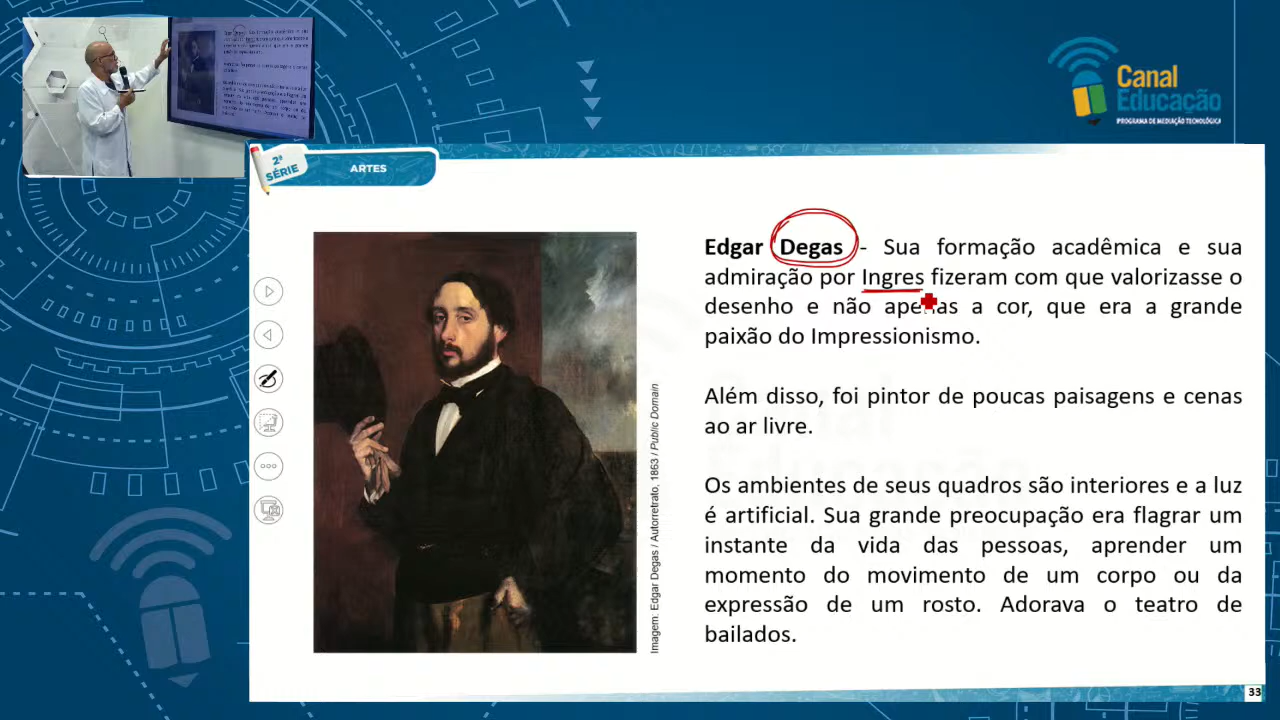 Canal
Educação
PROGRAMA DE MEDIAÇÃO TECNOLÓGICA
2ª
SÉRIE
ARTES
Edgar Degas - Sua formação acadêmica e sua
admiração por Ingres fizeram com que valorizasse o
desenho e não apenas a cor, que era a grande
paixão do Impressionismo.
Além disso, foi pintor de poucas paisagens e cenas
ao ar livre.
Os ambientes de seus quadros são interiores e a luz
é artificial. Sua grande preocupação era flagrar um
instante da vida das pessoas, aprender um
momento do movimento de um corpo ou da
expressão de um rosto. Adorava o teatro de
bailados.
Imagem: Edgar Degas / Autorretrato, 1863 / Public Domain
33